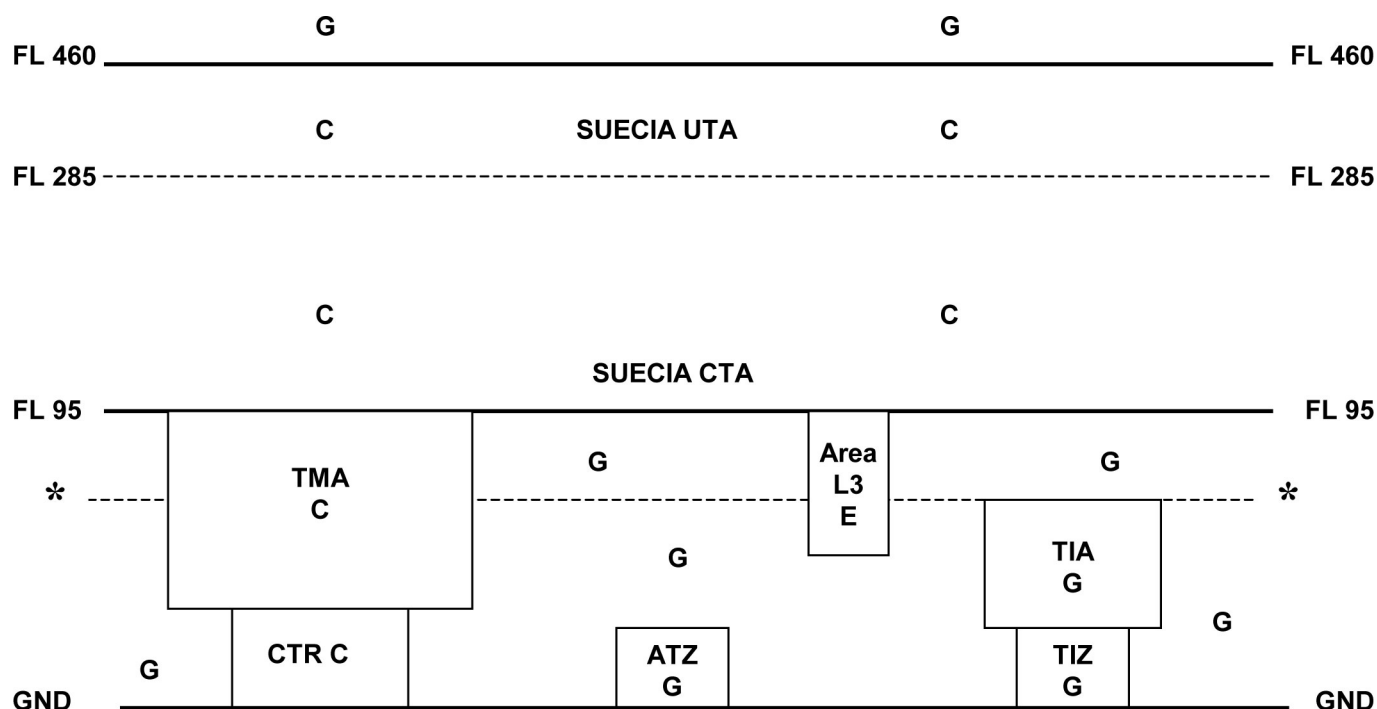 G G
FL 460 FL 460
C SUECIA UTA C
FL 285 FL 285
C C
SUECIA CTA
FL 95 FL 95
Area
G G
TMA L3
* C E *
G TIA
G
G
CTR C ATZ TIZ
G G G
GND GND